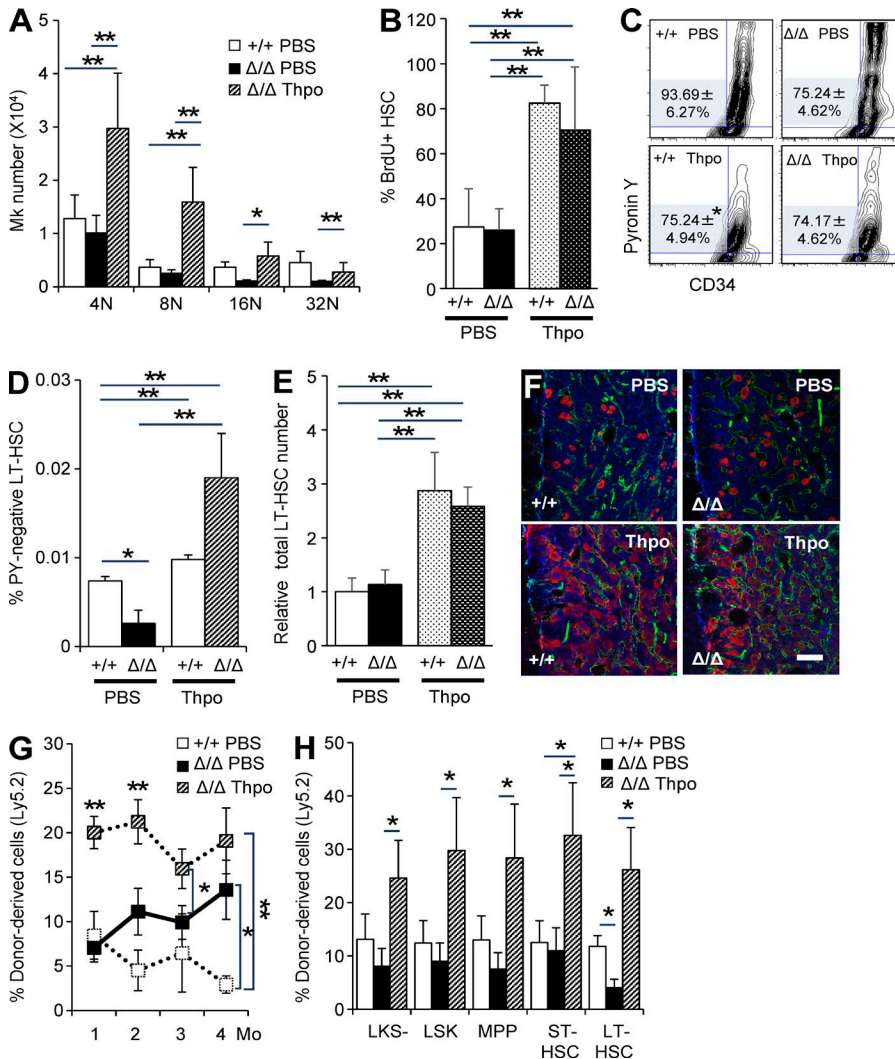 A
+/+ PBS
Δ/Δ PBS
Δ/Δ Thpo
Mk number (X10⁴)
5
4
3
2
1
0
**
**
**
**
*
**
4N 8N 16N 32N
B
% BrdU+ HSC
120
100
80
60
40
20
0
**
**
**
**
+/+ Δ/Δ +/+ Δ/Δ
PBS Thpo
C
+/+ PBS
93.69±
6.27%
Δ/Δ PBS
75.24±
4.62%
+/+ Thpo
75.24±*
4.94%
Δ/Δ Thpo
74.17±
4.62%
Pyronin Y
CD34
D
% PY-negative LT-HSC
0.03
0.02
0.01
0
**
**
**
*
+/+ Δ/Δ +/+ Δ/Δ
PBS Thpo
E
Relative total LT-HSC number
5
4
3
2
1
0
**
**
**
**
+/+ Δ/Δ +/+ Δ/Δ
PBS Thpo
F
PBS
+/+
PBS
Δ/Δ
Thpo
+/+
Thpo
Δ/Δ
G
+/+ PBS
Δ/Δ PBS
Δ/Δ Thpo
% Donor-derived cells (Ly5.2)
30
25
20
15
10
5
0
**
**
*
*
**
1 2 3 4 Mo
H
+/+ PBS
Δ/Δ PBS
Δ/Δ Thpo
% Donor-derived cells (Ly5.2)
50
40
30
20
10
0
*
*
*
*
*
*
*
LKS- LSK MPP ST-HSC LT-HSC